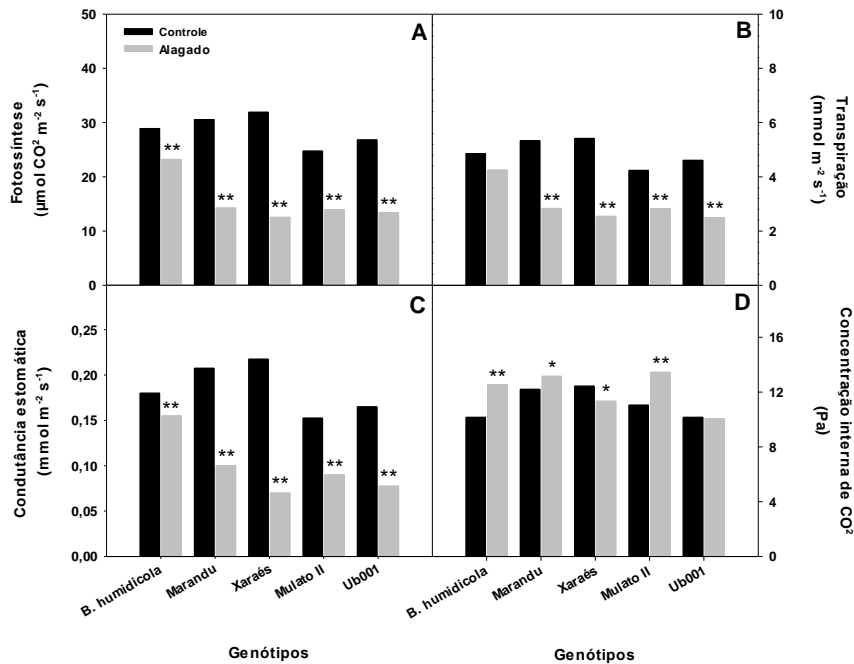 A
Controle
Alagado
50
40
30
20
10
0
Fotossíntese
(µmol CO² m⁻² s⁻¹)
** ** ** ** **
B
10
8
6
4
2
0
Transpiração
(mmol m⁻² s⁻¹)
** ** ** **
C
0,25
0,20
0,15
0,10
0,05
0,00
Condutância estomática
(mmol m⁻² s⁻¹)
** ** ** ** **
B. humidicola
Marandu
Xaraés
Mulato II
Ub001
Genótipos
D
16
12
8
4
0
Concentração interna de CO²
(Pa)
** * * **
B. humidicola
Marandu
Xaraés
Mulato II
Ub001
Genótipos